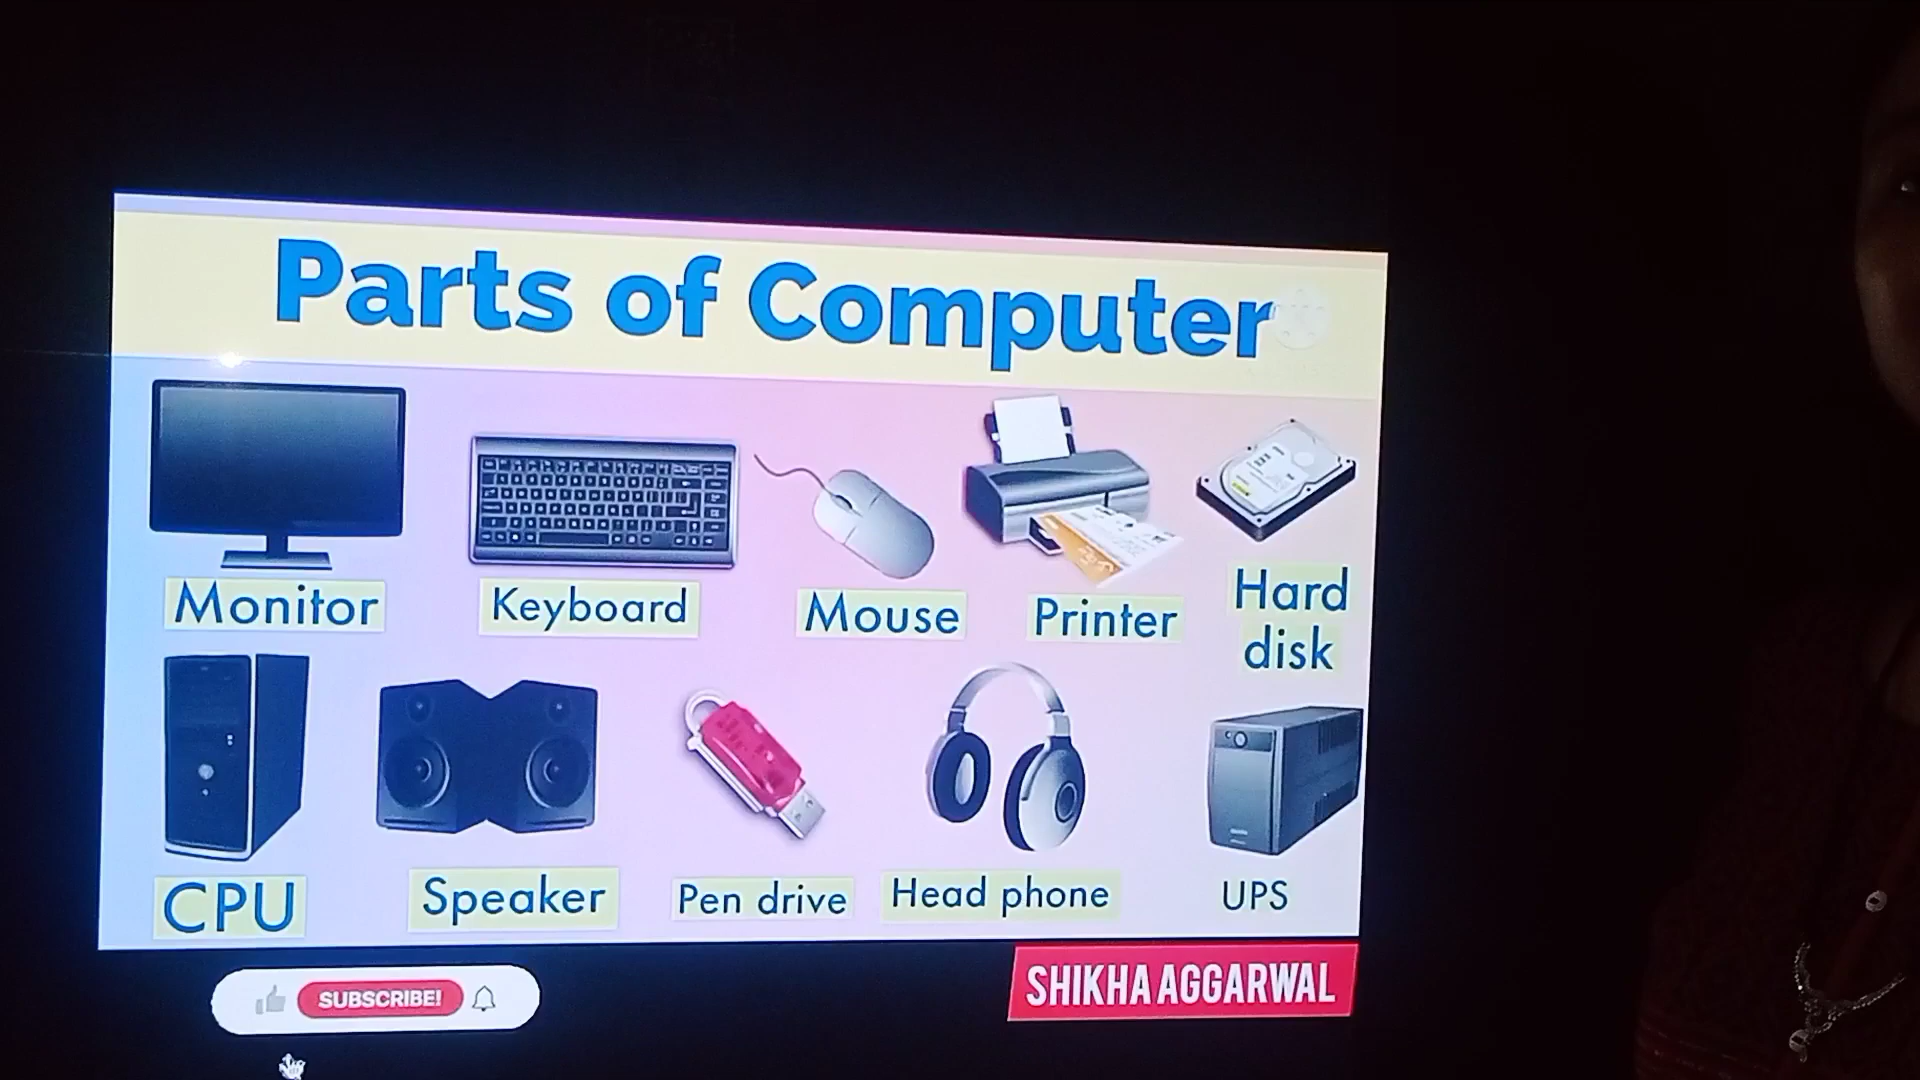 Parts of Computer
Monitor
Keyboard
Mouse
Printer
Hard
disk
CPU
Speaker
Pen drive
Head phone
UPS
SUBSCRIBE!
SHIKHA AGGARWAL